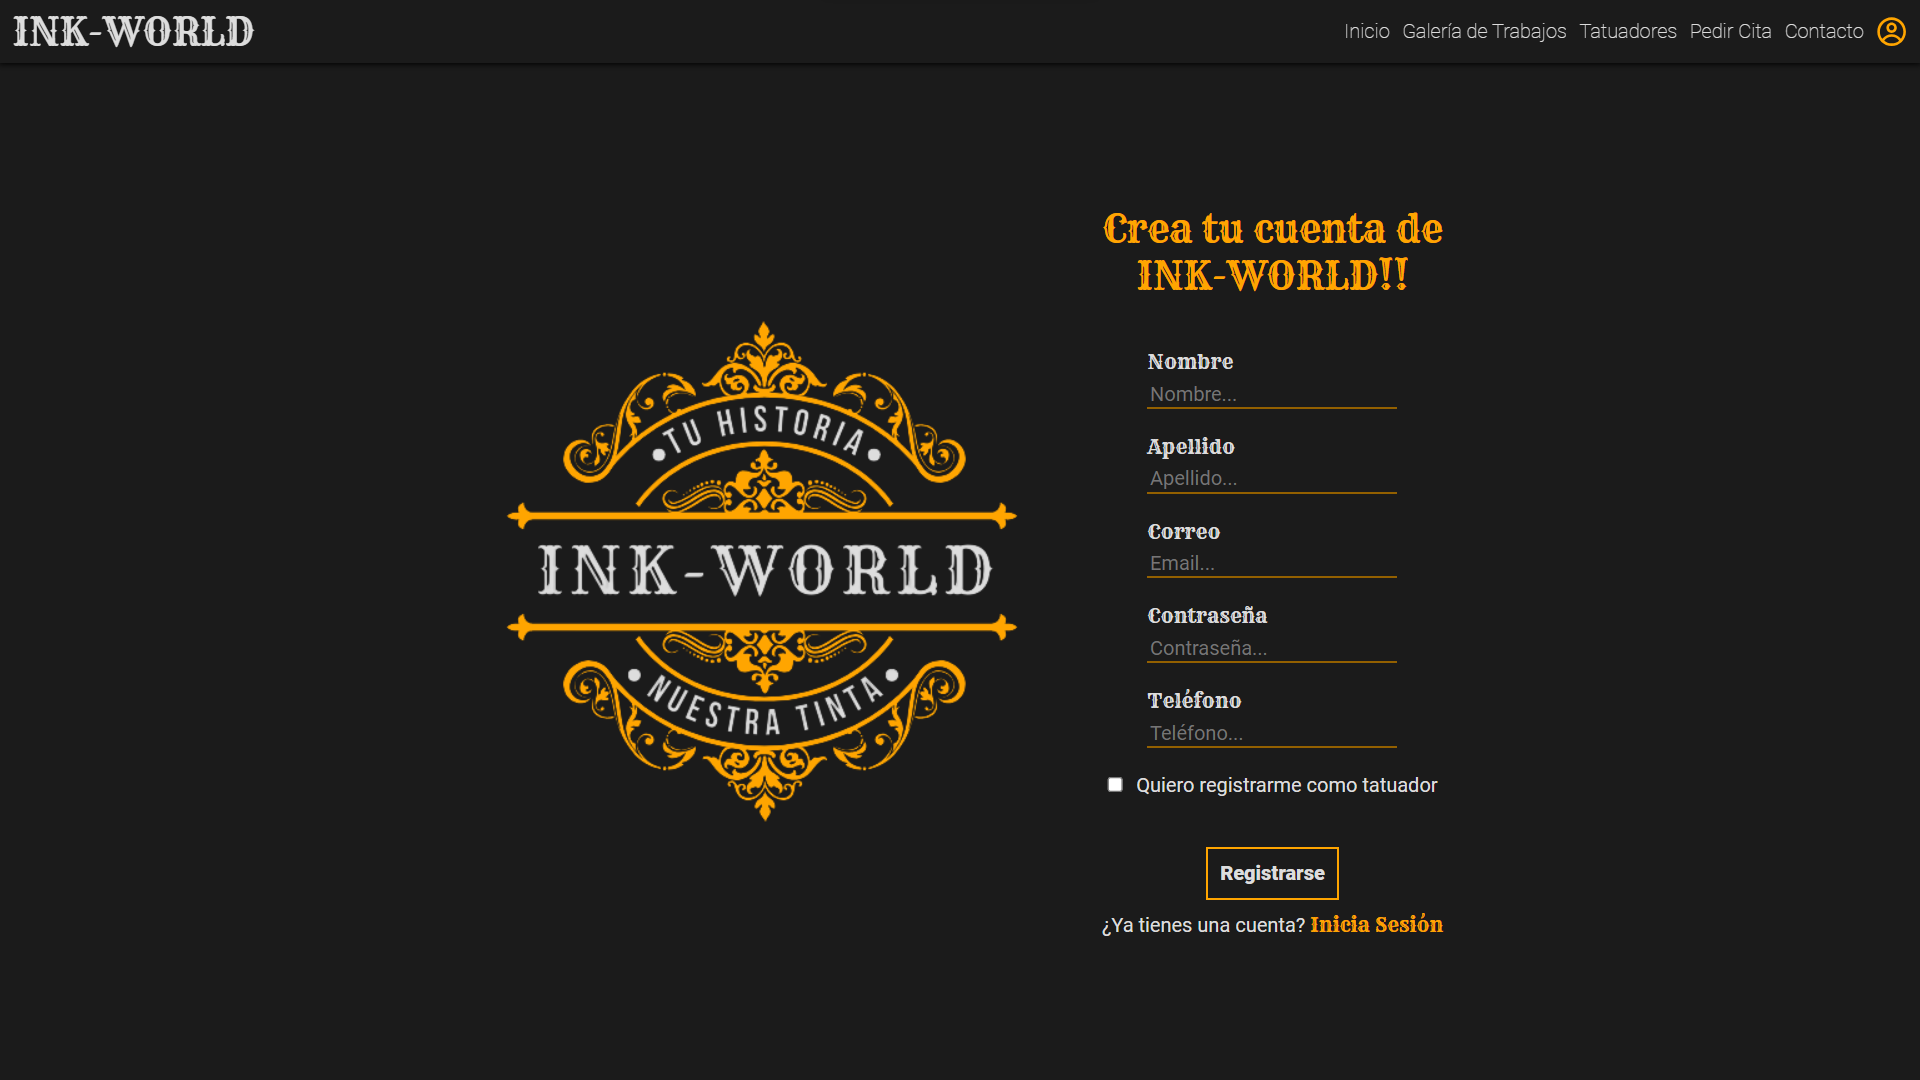 INK-WORLD
Inicio Galería de Trabajos Tatuadores Pedir Cita Contacto
TU HISTORIA
INK-WORLD
NUESTRA TINTA
Crea tu cuenta de
INK-WORLD!!
Nombre
Nombre...
Apellido
Apellido...
Correo
Email...
Contraseña
Contraseña...
Teléfono
Teléfono...
Quiero registrarme como tatuador
Registrarse
¿Ya tienes una cuenta? Inicia Sesión